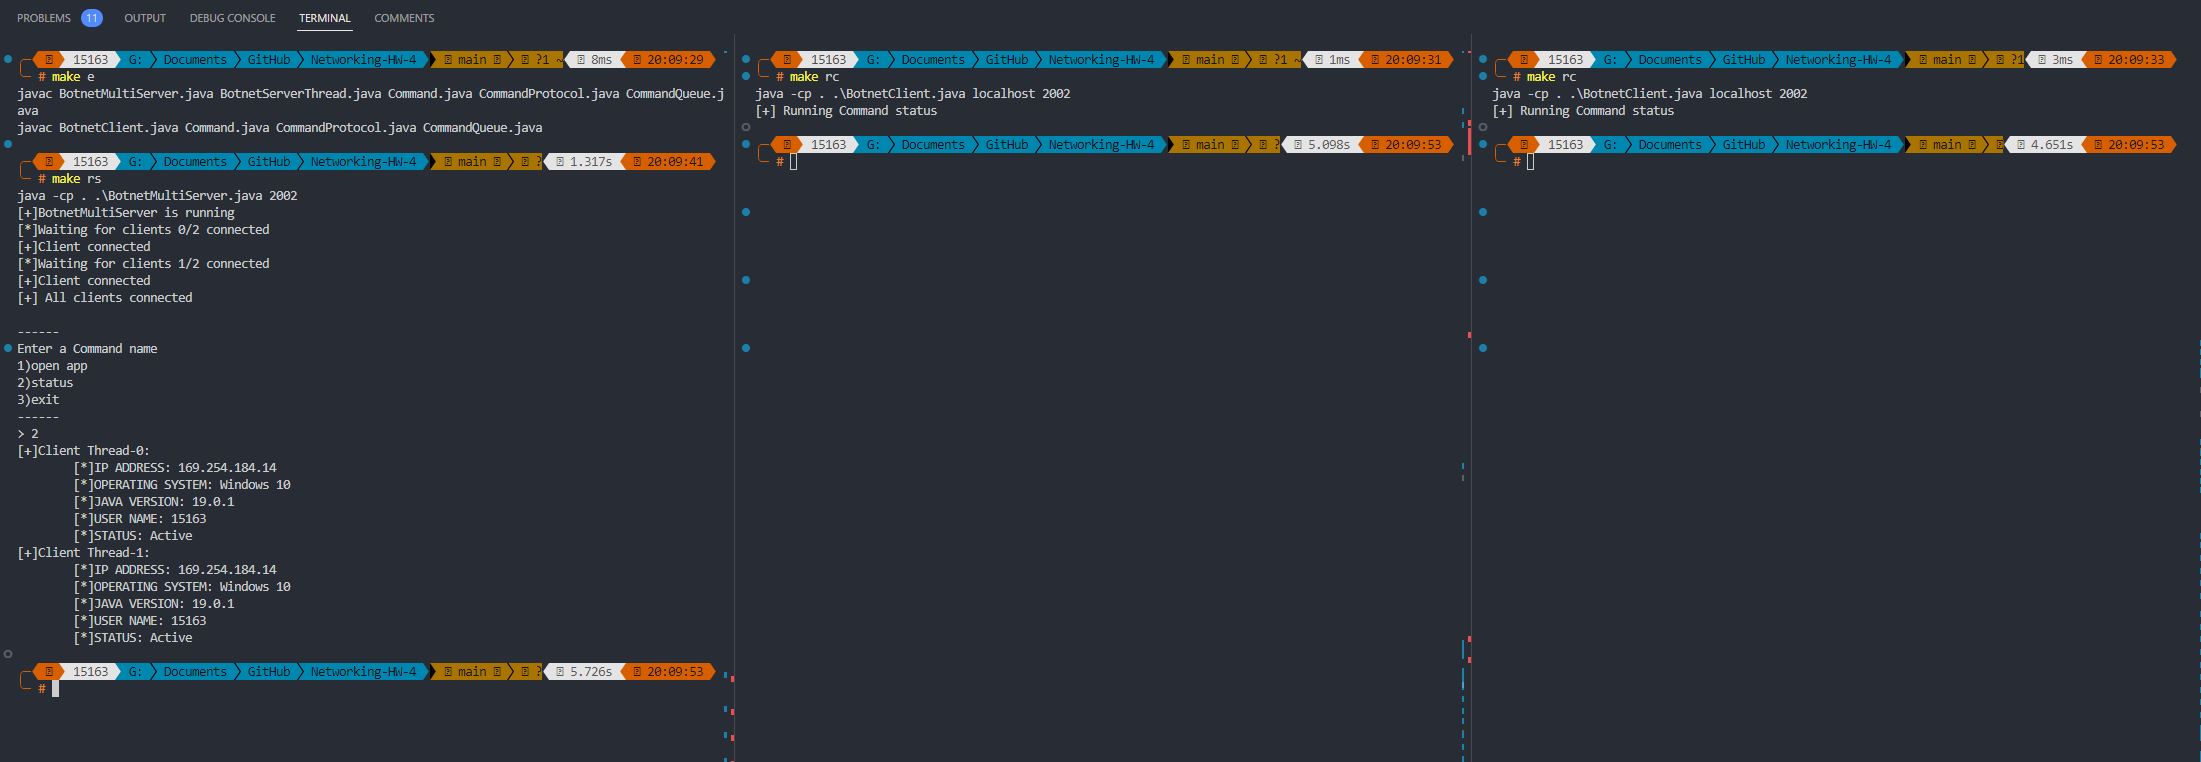 PROBLEMS 11 OUTPUT DEBUG CONSOLE TERMINAL COMMENTS
15163 G: Documents GitHub Networking-HW-4 main ?1 ~ 8ms 20:09:29
# make e
javac BotnetMultiServer.java BotnetServerThread.java Command.java CommandProtocol.java CommandQueue.j
ava
javac BotnetClient.java Command.java CommandProtocol.java CommandQueue.java
15163 G: Documents GitHub Networking-HW-4 main ? 1.317s 20:09:41
# make rs
java -cp . .\BotnetMultiServer.java 2002
[+]BotnetMultiServer is running
[*]Waiting for clients 0/2 connected
[+]Client connected
[*]Waiting for clients 1/2 connected
[+]Client connected
[+] All clients connected
------
Enter a Command name
1)open app
2)status
3)exit
------
> 2
[+]Client Thread-0:
[*]IP ADDRESS: 169.254.184.14
[*]OPERATING SYSTEM: Windows 10
[*]JAVA VERSION: 19.0.1
[*]USER NAME: 15163
[*]STATUS: Active
[+]Client Thread-1:
[*]IP ADDRESS: 169.254.184.14
[*]OPERATING SYSTEM: Windows 10
[*]JAVA VERSION: 19.0.1
[*]USER NAME: 15163
[*]STATUS: Active
15163 G: Documents GitHub Networking-HW-4 main ? 5.726s 20:09:53
#
15163 G: Documents GitHub Networking-HW-4 main ?1 ~ 1ms 20:09:31
# make rc
java -cp . .\BotnetClient.java localhost 2002
[+] Running Command status
15163 G: Documents GitHub Networking-HW-4 main ? 5.098s 20:09:53
#
15163 G: Documents GitHub Networking-HW-4 main ?1 3ms 20:09:33
# make rc
java -cp . .\BotnetClient.java localhost 2002
[+] Running Command status
15163 G: Documents GitHub Networking-HW-4 main 4.651s 20:09:53
#